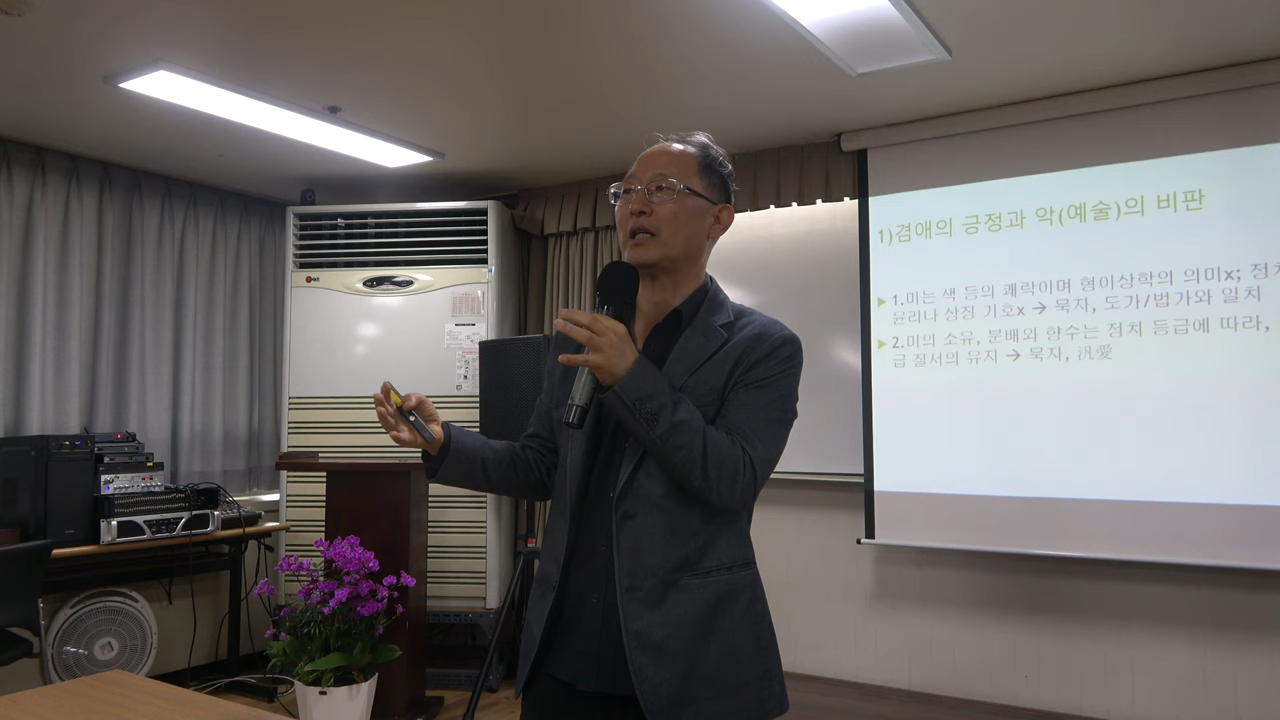 1)겸애의 긍정과 악(예술)의 비판
▶ 1.미는 색 등의 쾌락이며 형이상학의 의미x; 정치
윤리나 상징 기호x → 묵자, 도가/법가와 일치
▶ 2.미의 소유, 분배와 향수는 정치 등급에 따라,
급 질서의 유지 → 묵자, 汎愛